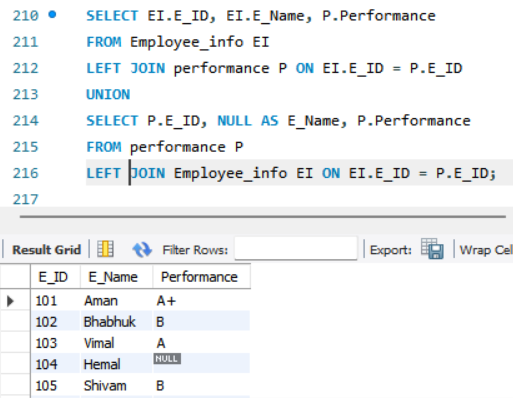 210 SELECT EI.E_ID, EI.E_Name, P.Performance
211 FROM Employee_info EI
212 LEFT JOIN performance P ON EI.E_ID = P.E_ID
213 UNION
214 SELECT P.E_ID, NULL AS E_Name, P.Performance
215 FROM performance P
216 LEFT JOIN Employee_info EI ON EI.E_ID = P.E_ID;
217
Result Grid Filter Rows: Export: Wrap Cel
E_ID E_Name Performance
101 Aman A+
102 Bhabhuk B
103 Vimal A
104 Hemal NULL
105 Shivam B